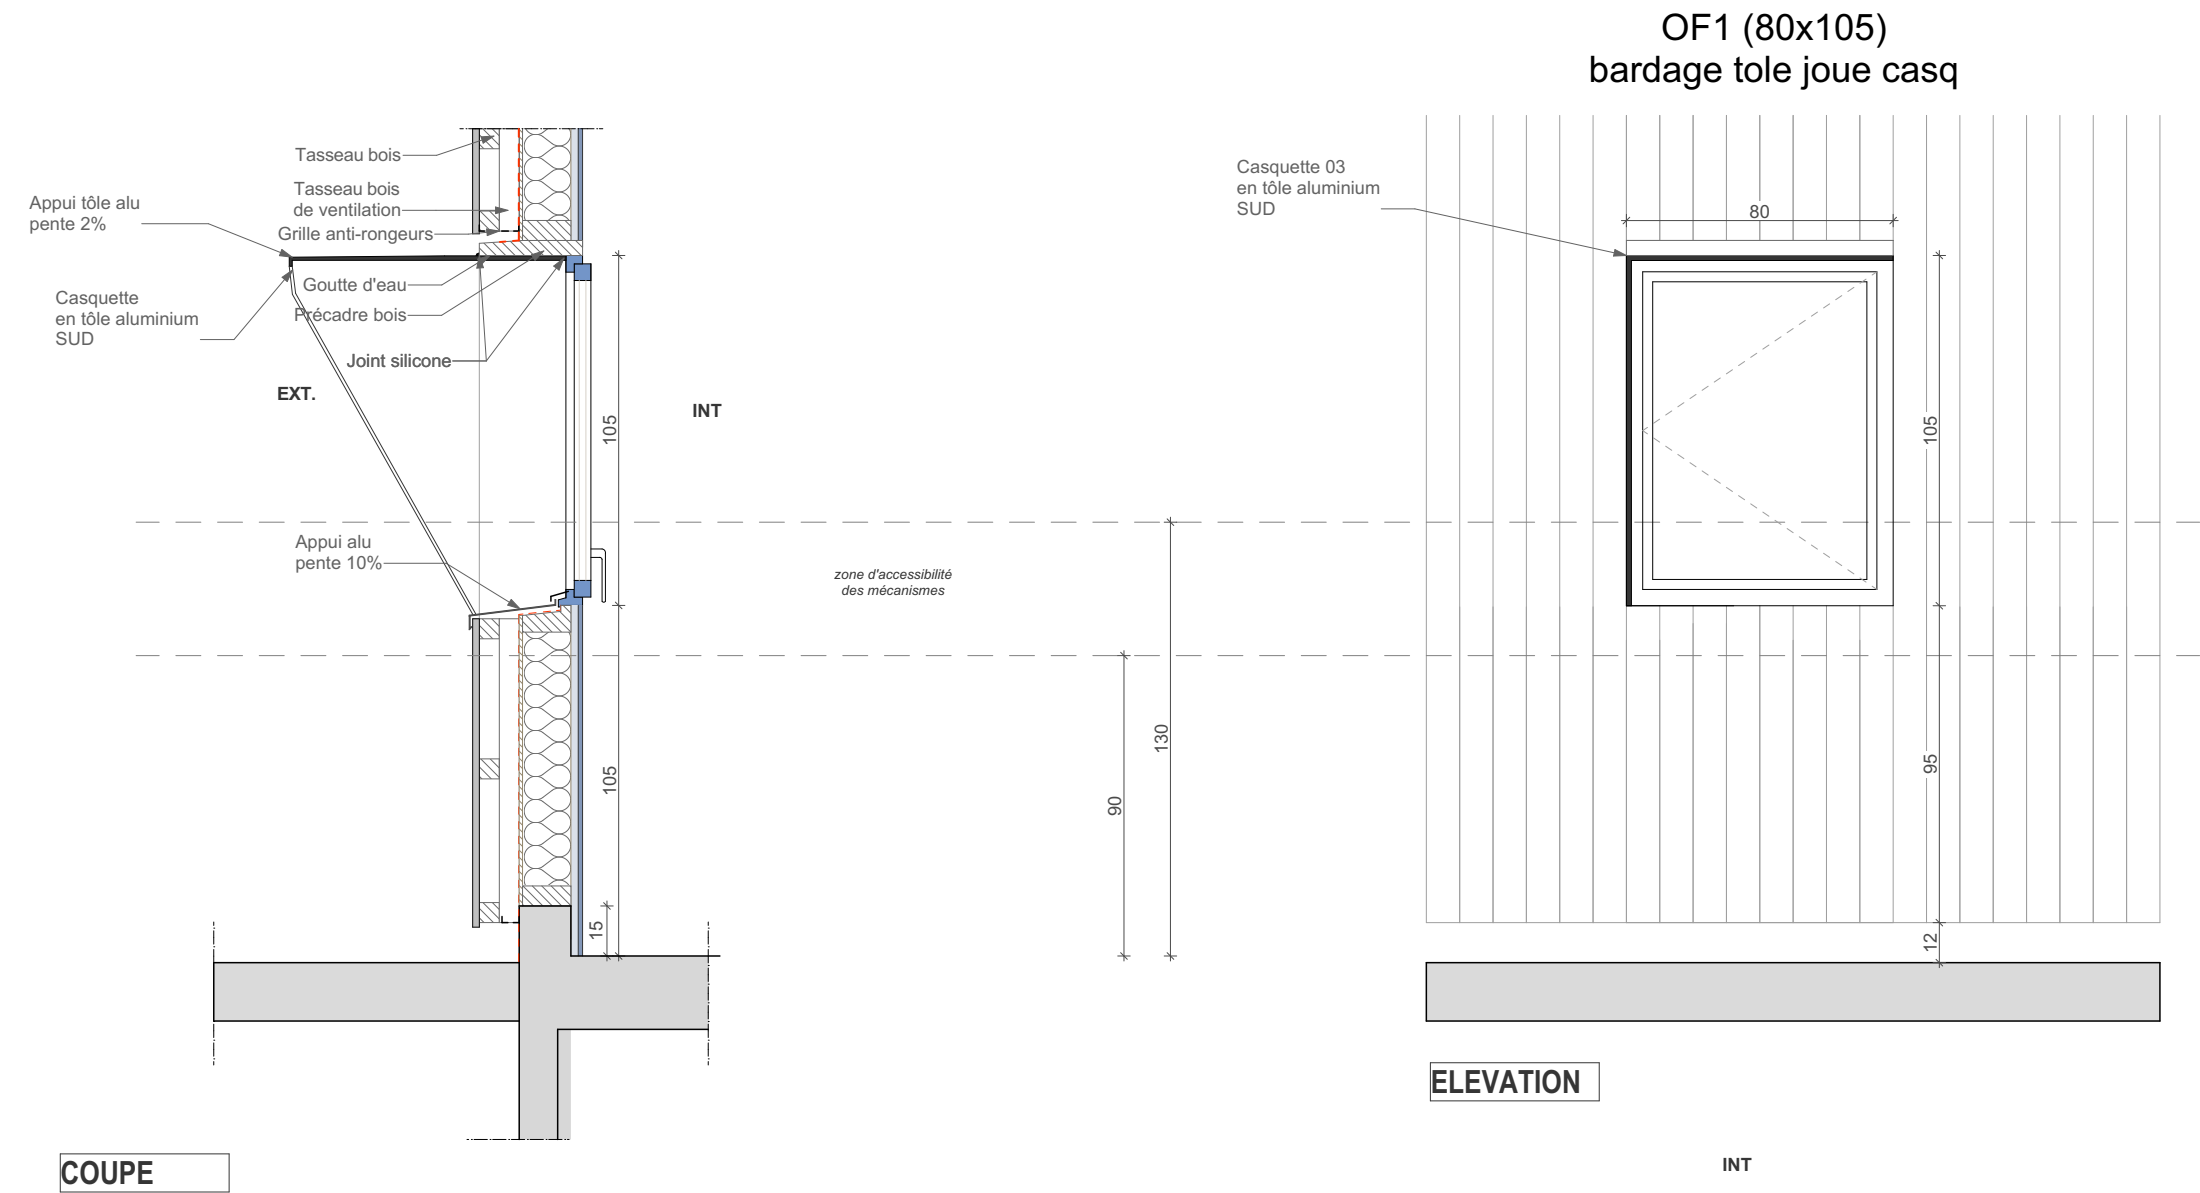 OF1 (80x105)
bardage tole joue casq
Tasseau bois
Tasseau bois
de ventilation
Appui tôle alu
pente 2%
Grille anti-rongeurs
Goutte d'eau
Précadre bois
Casquette
en tôle aluminium
SUD
Joint silicone
EXT.
INT
105
Appui alu
pente 10%
zone d'accessibilité
des mécanismes
105
15
90
130
COUPE
Casquette 03
en tôle aluminium
SUD
80
105
95
12
ELEVATION
INT